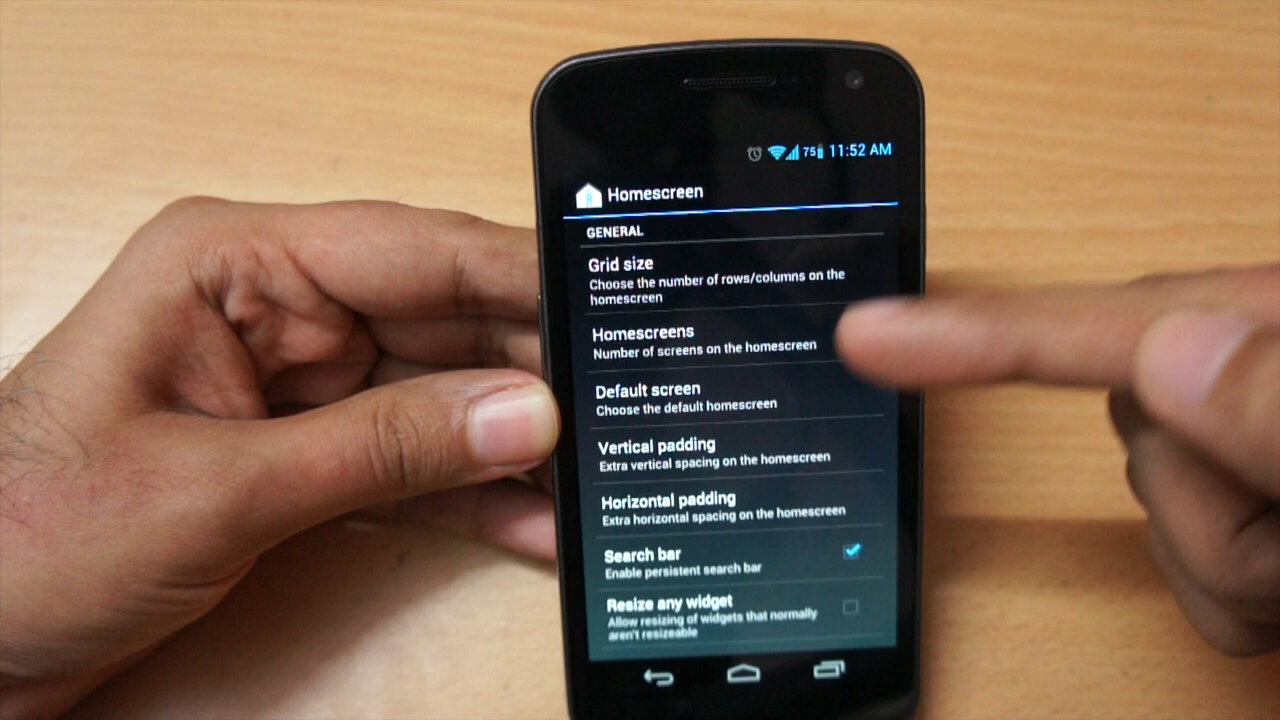 75 11:52 AM
Homescreen
GENERAL
Grid size
Choose the number of rows/columns on the
homescreen
Homescreens
Number of screens on the homescreen
Default screen
Choose the default homescreen
Vertical padding
Extra vertical spacing on the homescreen
Horizontal padding
Extra horizontal spacing on the homescreen
Search bar
Enable persistent search bar
Resize any widget
Allow resizing of widgets that normally
aren't resizeable